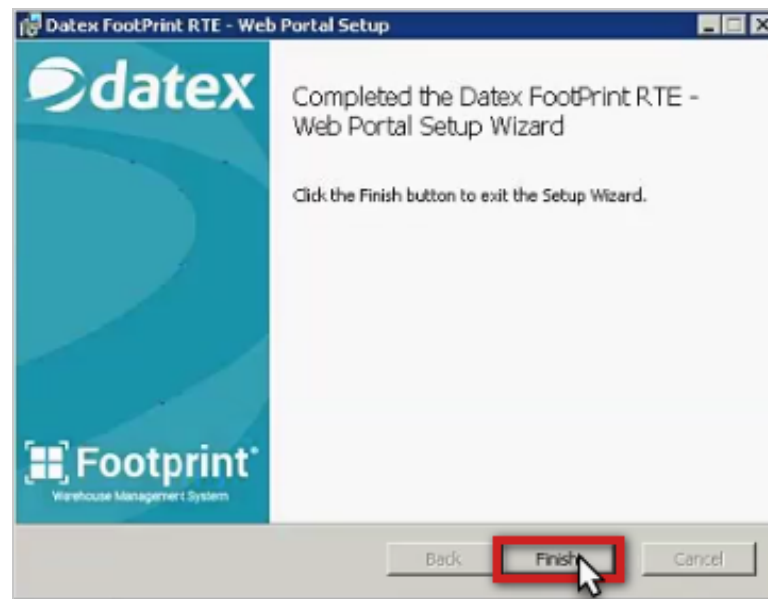 Datex FootPrint RTE - Web Portal Setup
datex
Completed the Datex FootPrint RTE -
Web Portal Setup Wizard
Click the Finish button to exit the Setup Wizard.
Footprint
Warehouse Management System
Back Finish Cancel